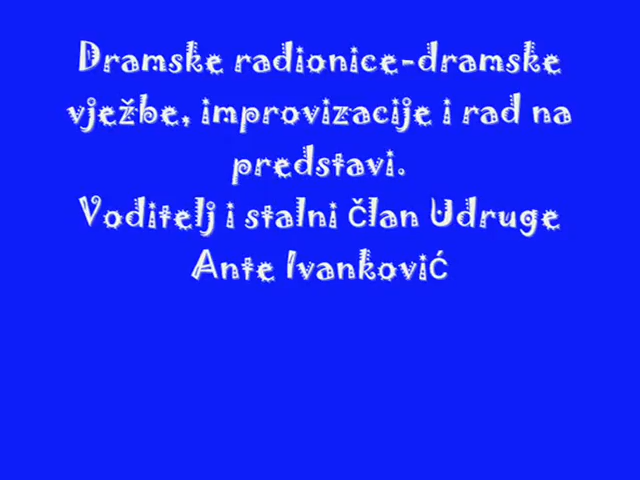 Dramske radionice-dramske
vježbe, improvizacije i rad na
predstavi.
Voditelj i stalni član Udruge
Ante Ivanković